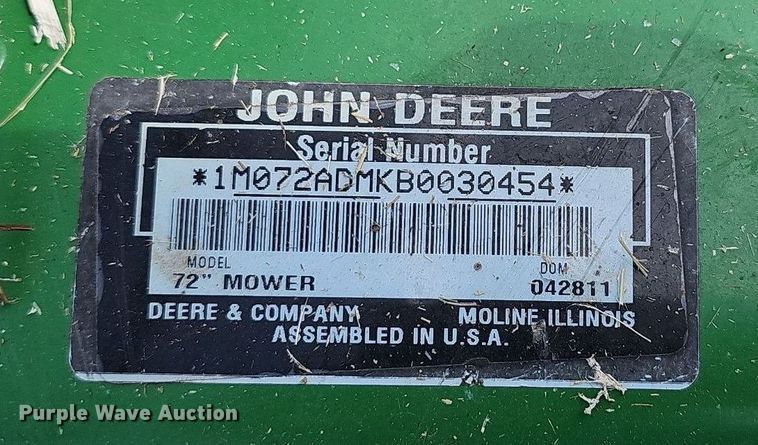 JOHN DEERE
Serial Number
*1M072ADMKB0030454*
MODEL DOM
72" MOWER 042811
DEERE & COMPANY MOLINE ILLINOIS
ASSEMBLED IN U.S.A.
Purple Wave Auction